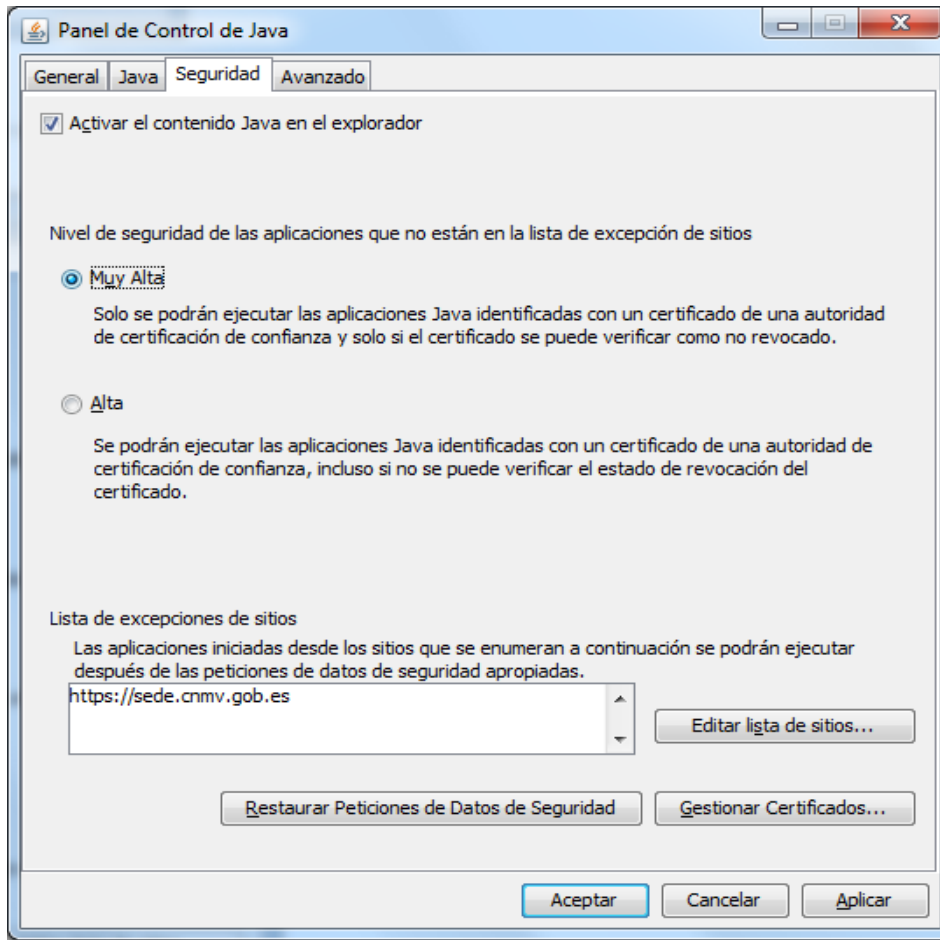 Panel de Control de Java
General
Java
Seguridad
Avanzado
Activar el contenido Java en el explorador
Nivel de seguridad de las aplicaciones que no están en la lista de excepción de sitios
Muy Alta
Solo se podrán ejecutar las aplicaciones Java identificadas con un certificado de una autoridad
de certificación de confianza y solo si el certificado se puede verificar como no revocado.
Alta
Se podrán ejecutar las aplicaciones Java identificadas con un certificado de una autoridad de
certificación de confianza, incluso si no se puede verificar el estado de revocación del
certificado.
Lista de excepciones de sitios
Las aplicaciones iniciadas desde los sitios que se enumeran a continuación se podrán ejecutar
después de las peticiones de datos de seguridad apropiadas.
https://sede.cnmv.gob.es
Editar lista de sitios...
Restaurar Peticiones de Datos de Seguridad
Gestionar Certificados...
Aceptar
Cancelar
Aplicar